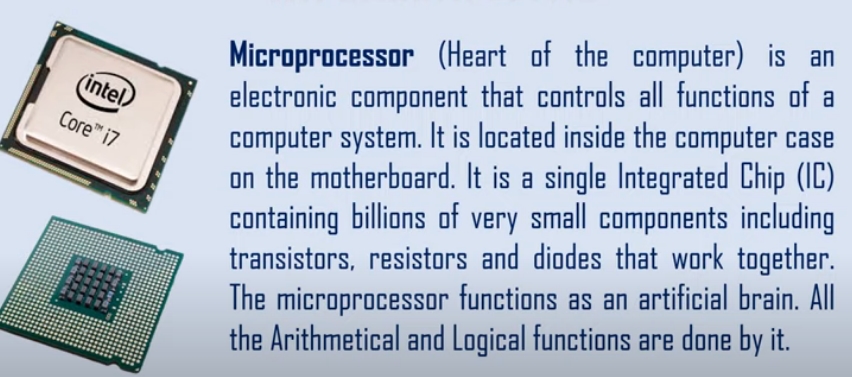 intel
Core™ i7
Microprocessor (Heart of the computer) is an
electronic component that controls all functions of a
computer system. It is located inside the computer case
on the motherboard. It is a single Integrated Chip (IC)
containing billions of very small components including
transistors, resistors and diodes that work together.
The microprocessor functions as an artificial brain. All
the Arithmetical and Logical functions are done by it.